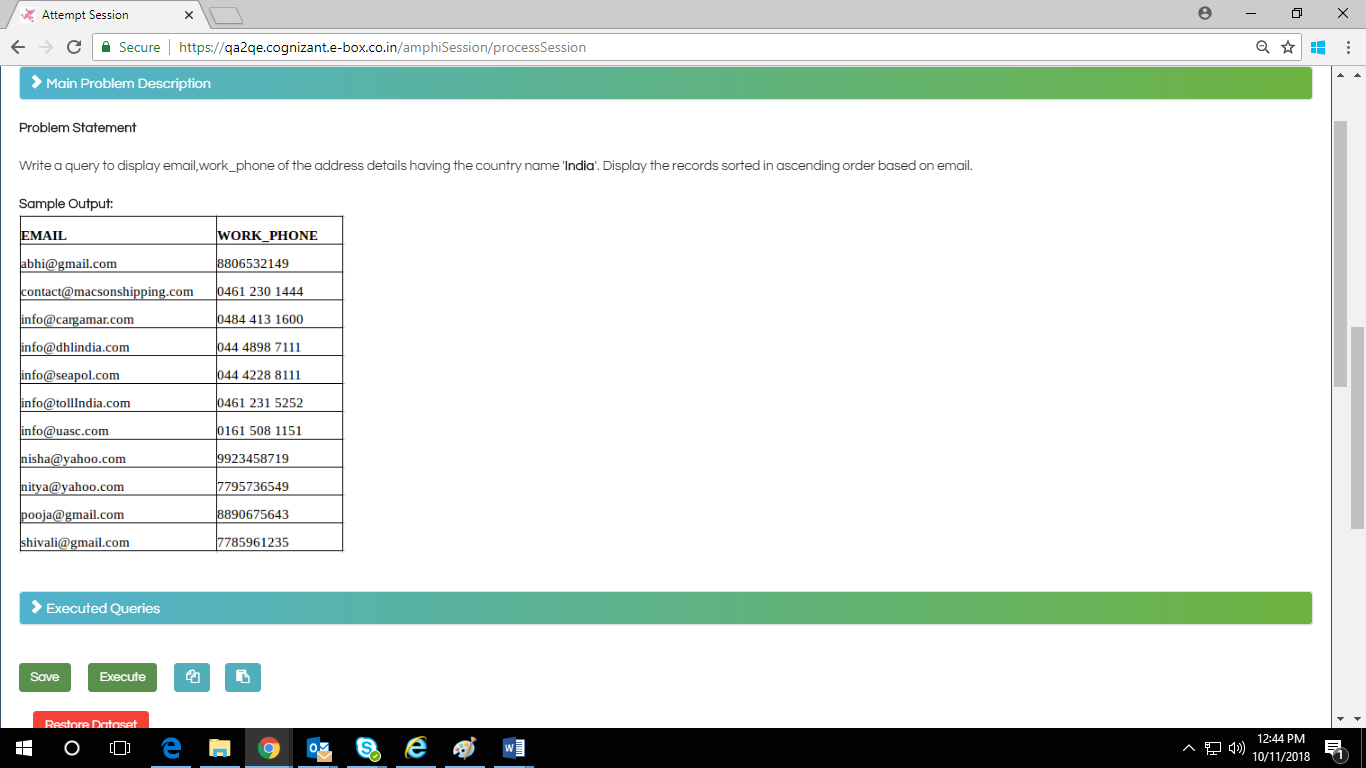 Attempt Session
Secure | https://qa2qe.cognizant.e-box.co.in/amphiSession/processSession
Main Problem Description
Problem Statement
Write a query to display email,work_phone of the address details having the country name 'India'. Display the records sorted in ascending order based on email.
Sample Output:
EMAIL WORK_PHONE
abhi@gmail.com 8806532149
contact@macsonshipping.com 0461 230 1444
info@cargamar.com 0484 413 1600
info@dhlindia.com 044 4898 7111
info@seapol.com 044 4228 8111
info@tollIndia.com 0461 231 5252
info@uasc.com 0161 508 1151
nisha@yahoo.com 9923458719
nitya@yahoo.com 7795736549
pooja@gmail.com 8890675643
shivali@gmail.com 7785961235
Executed Queries
Save Execute
Restore Dataset
12:44 PM
10/11/2018
1